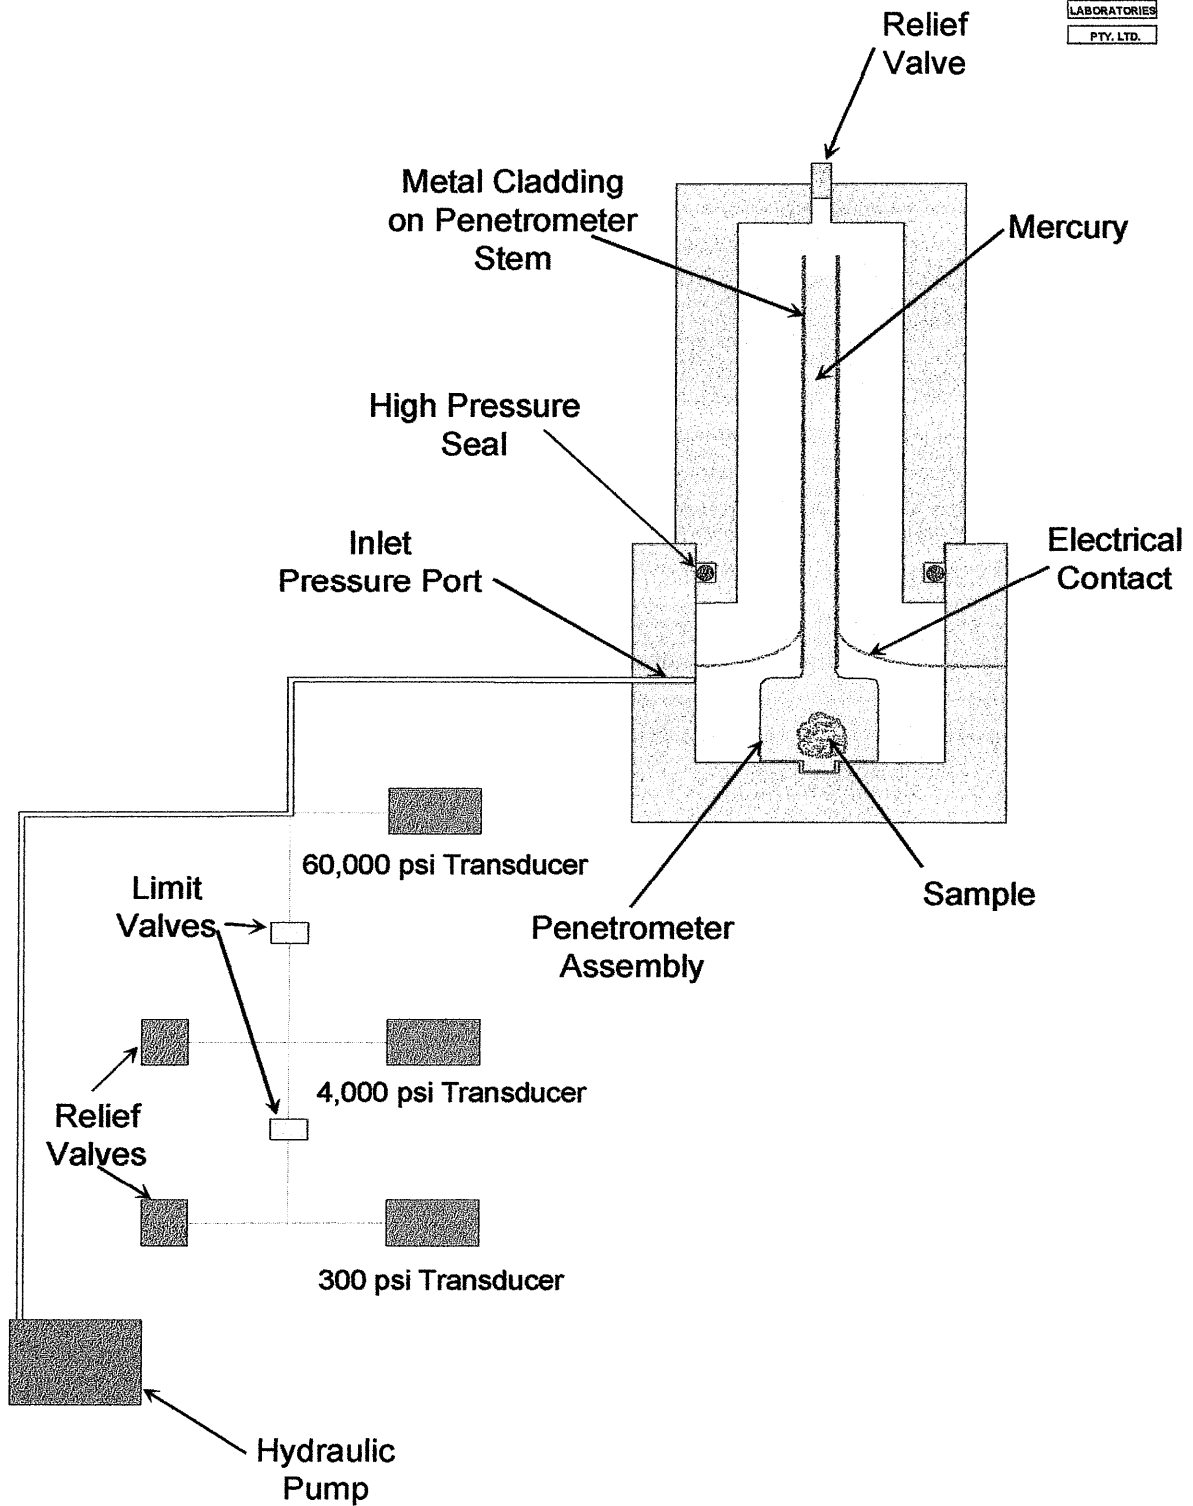 LABORATORIES
PTY. LTD.
Relief
Valve
Metal Cladding
on Penetrometer
Stem
Mercury
High Pressure
Seal
Inlet
Pressure Port
Electrical
Contact
60,000 psi Transducer
Limit
Valves
Sample
Penetrometer
Assembly
4,000 psi Transducer
Relief
Valves
300 psi Transducer
Hydraulic
Pump